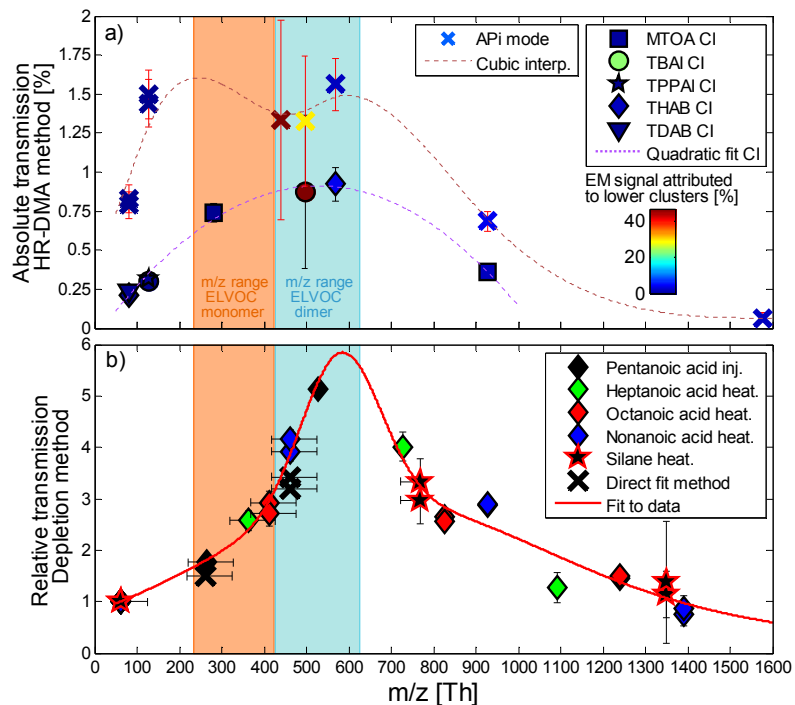 a)
2
1.75
1.5
1.25
1
0.75
0.5
0.25
0
Absolute transmission
HR-DMA method [%]
APi mode
Cubic interp.
MTOA CI
TBAI CI
TPPAI CI
THAB CI
TDAB CI
Quadratic fit CI
EM signal attributed
to lower clusters [%]
40
20
0
m/z range
ELVOC
monomer
m/z range
ELVOC
dimer
b)
6
5
4
3
2
1
0
Relative transmission
Depletion method
Pentanoic acid inj.
Heptanoic acid heat.
Octanoic acid heat.
Nonanoic acid heat.
Silane heat.
Direct fit method
Fit to data
0 100 200 300 400 500 600 700 800 900 1000 1100 1200 1300 1400 1500 1600
m/z [Th]